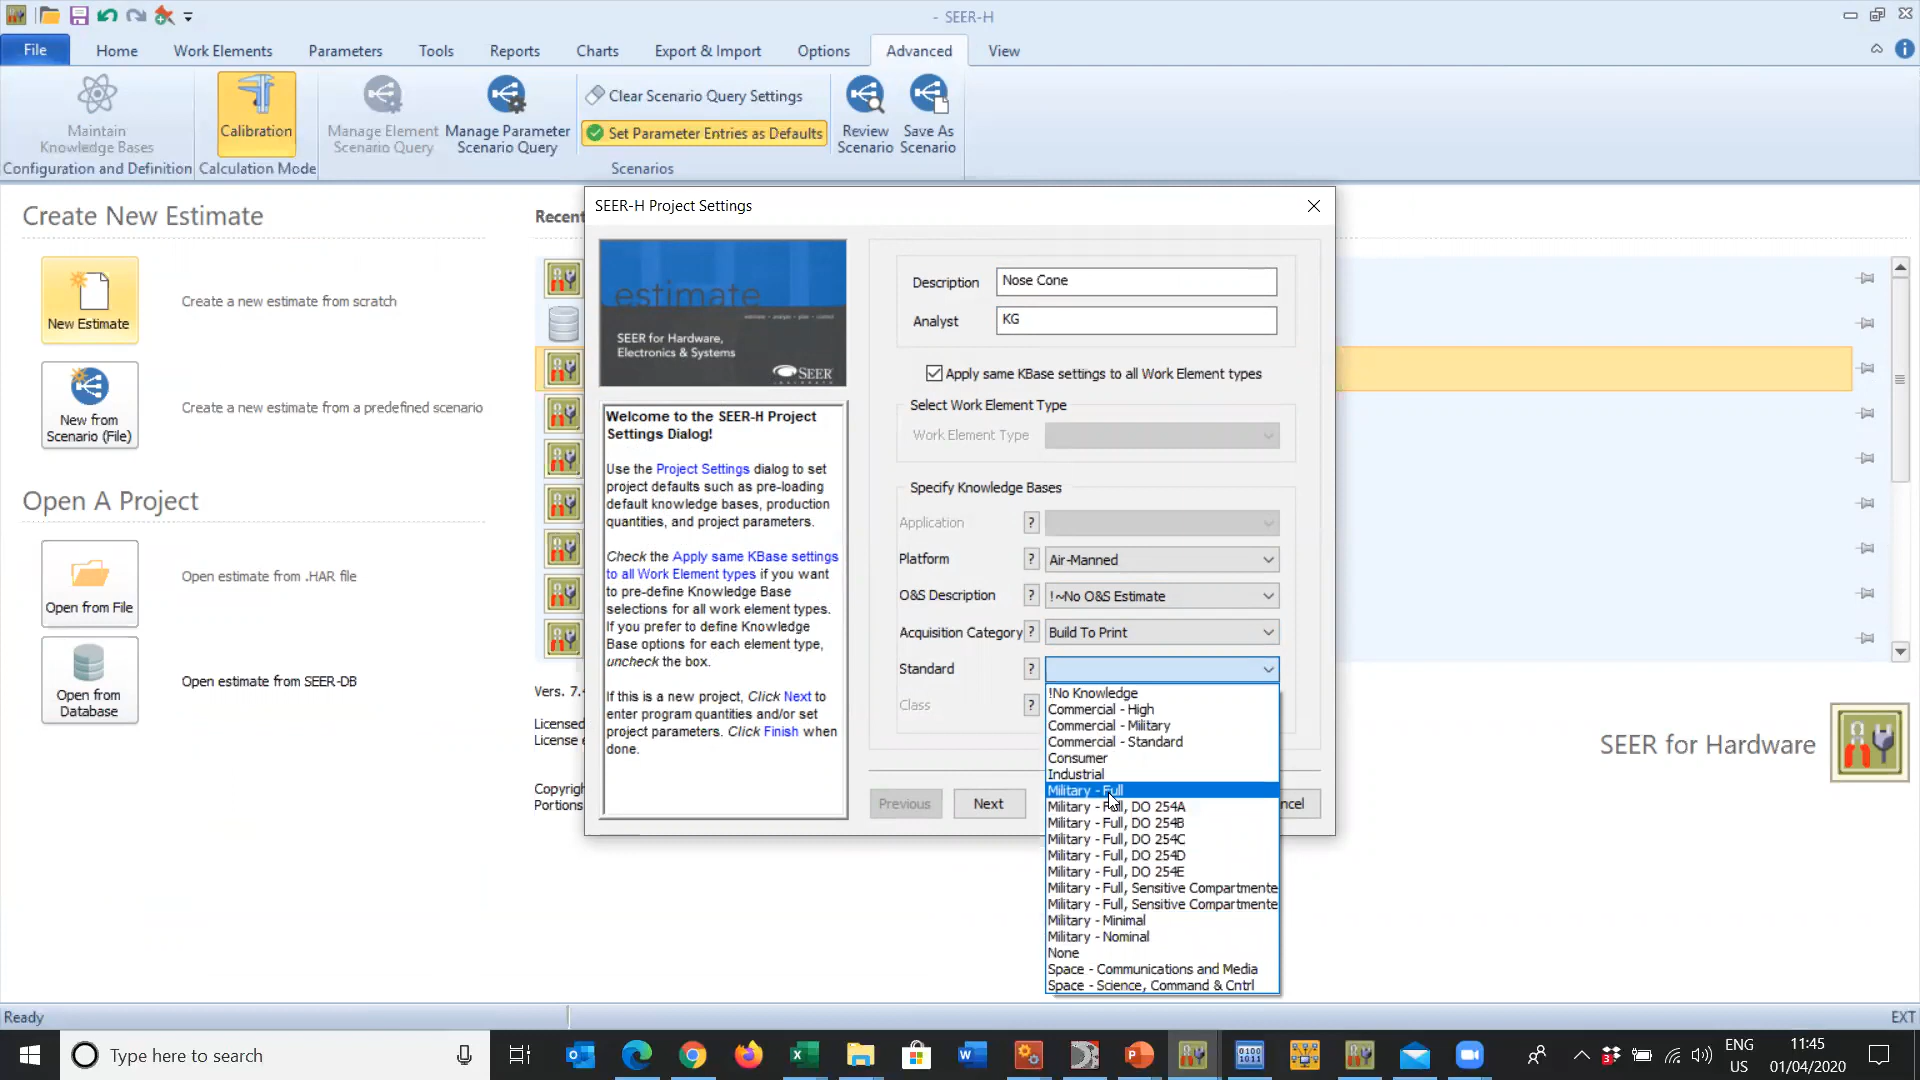 - SEER-H
File
Home
Work Elements
Parameters
Tools
Reports
Charts
Export & Import
Options
Advanced
View
Maintain
Knowledge Bases
Configuration and Definition
Calibration
Calculation Mode
Manage Element
Scenario Query
Manage Parameter
Scenario Query
Clear Scenario Query Settings
Set Parameter Entries as Defaults
Scenarios
Review
Scenario
Save As
Scenario
Create New Estimate
New Estimate
Create a new estimate from scratch
New from
Scenario (File)
Create a new estimate from a predefined scenario
Open A Project
Open from File
Open estimate from .HAR file
Open from
Database
Open estimate from SEER-DB
Recent
Vers. 7.
Licensed
License
Copyrigh
Portions
SEER-H Project Settings
estimate
SEER for Hardware,
Electronics & Systems
SEER
Welcome to the SEER-H Project
Settings Dialog!
Use the Project Settings dialog to set
project defaults such as pre-loading
default knowledge bases, production
quantities, and project parameters.
Check the Apply same KBase settings
to all Work Element types if you want
to pre-define Knowledge Base
selections for all work element types.
If you prefer to define Knowledge
Base options for each element type,
uncheck the box.
If this is a new project, Click Next to
enter program quantities and/or set
project parameters. Click Finish when
done.
Description
Nose Cone
Analyst
KG
Apply same KBase settings to all Work Element types
Select Work Element Type
Work Element Type
Specify Knowledge Bases
Application ?
Platform ? Air-Manned
O&S Description ? !~No O&S Estimate
Acquisition Category ? Build To Print
Standard ?
Class ?
!No Knowledge
Commercial - High
Commercial - Military
Commercial - Standard
Consumer
Industrial
Military - Full
Military - Full, DO 254A
Military - Full, DO 254B
Military - Full, DO 254C
Military - Full, DO 254D
Military - Full, DO 254E
Military - Full, Sensitive Compartmente
Military - Full, Sensitive Compartmente
Military - Minimal
Military - Nominal
None
Space - Communications and Media
Space - Science, Command & Cntrl
Previous
Next
ncel
SEER for Hardware
Ready
EXT
Type here to search
ENG
US
11:45
01/04/2020